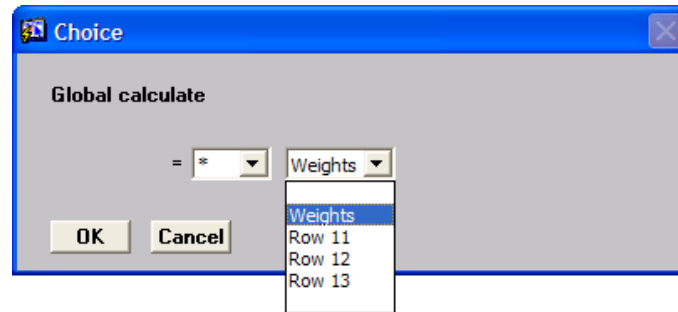 Choice
Global calculate
= * Weights
Weights
OK Cancel Row 11
Row 12
Row 13